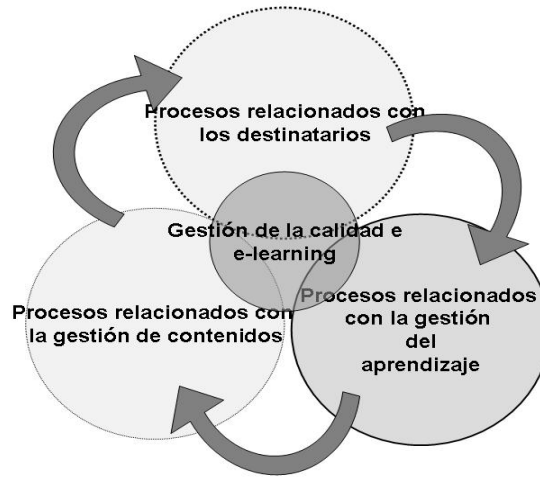 Procesos relacionados con
los destinatarios
Gestión de la calidad e
e-learning
Procesos relacionados con
la gestión de contenidos
Procesos relacionados
con la gestión
del
aprendizaje